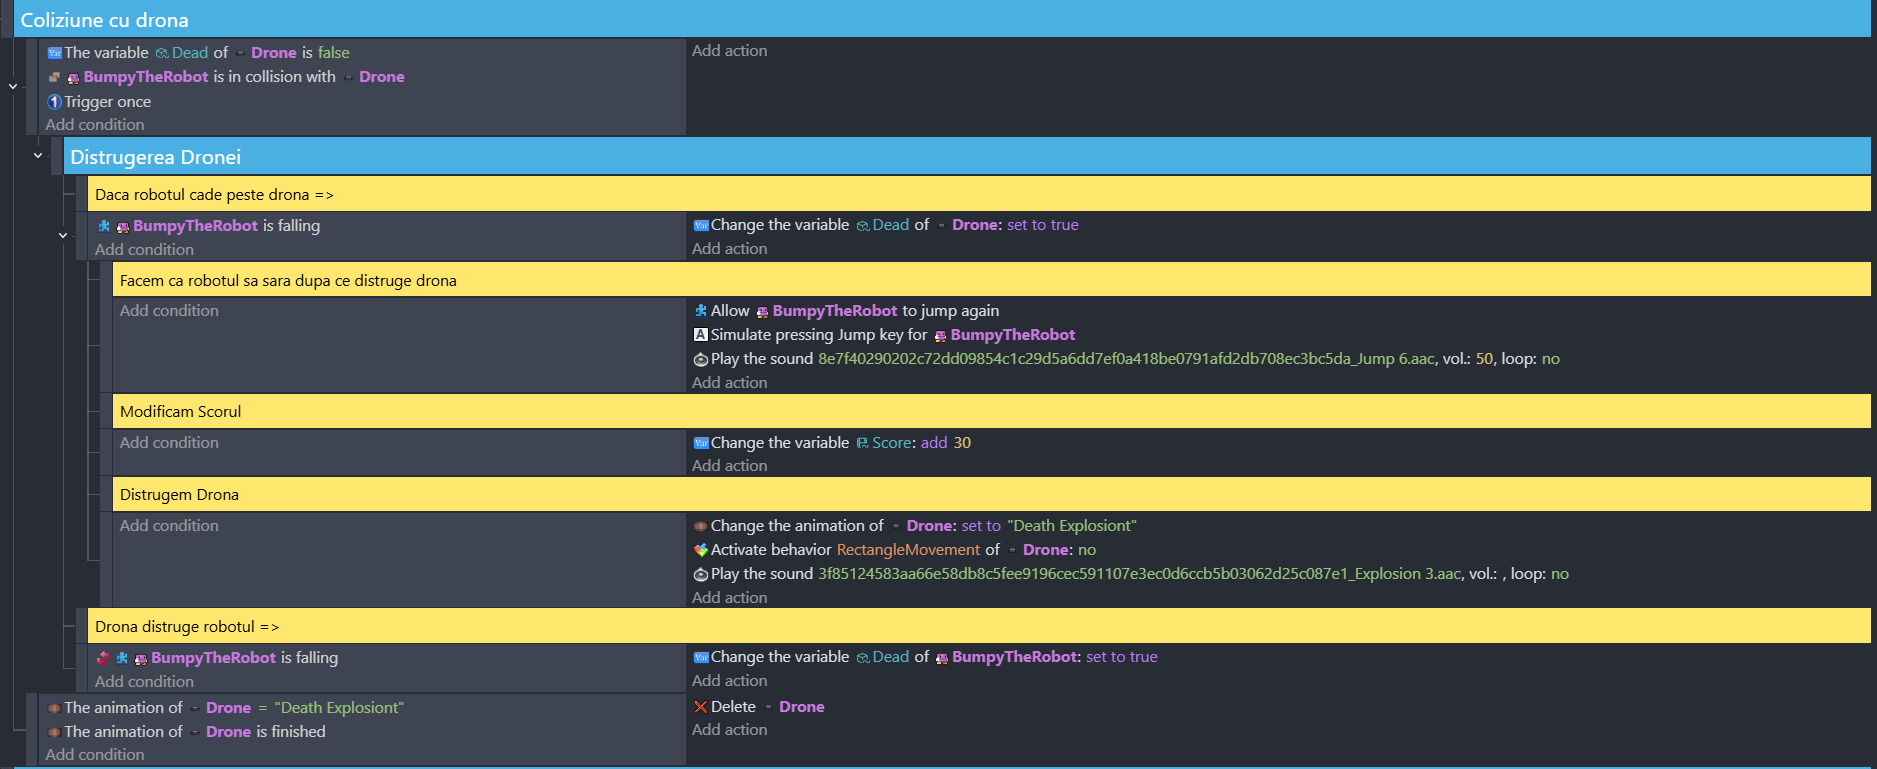 Coliziune cu drona
The variable Dead of Drone is false
BumpyTheRobot is in collision with Drone
Trigger once
Add condition
Add action
Distrugerea Dronei
Daca robotul cade peste drona =>
BumpyTheRobot is falling
Add condition
Change the variable Dead of Drone: set to true
Add action
Facem ca robotul sa sara dupa ce distruge drona
Add condition
Allow BumpyTheRobot to jump again
Simulate pressing Jump key for BumpyTheRobot
Play the sound 8e7f40290202c72dd09854c1c29d5a6dd7ef0a418be0791afd2db708ec3bc5da_Jump 6.aac, vol.: 50, loop: no
Add action
Modificam Scorul
Add condition
Change the variable Score: add 30
Add action
Distrugem Drona
Add condition
Change the animation of Drone: set to "Death Explosiont"
Activate behavior RectangleMovement of Drone: no
Play the sound 3f85124583aa66e58db8c5fee9196cec591107e3ec0d6ccb5b03062d25c087e1_Explosion 3.aac, vol.: , loop: no
Add action
Drona distruge robotul =>
BumpyTheRobot is falling
Add condition
Change the variable Dead of BumpyTheRobot: set to true
Add action
The animation of Drone = "Death Explosiont"
The animation of Drone is finished
Add condition
Delete Drone
Add action